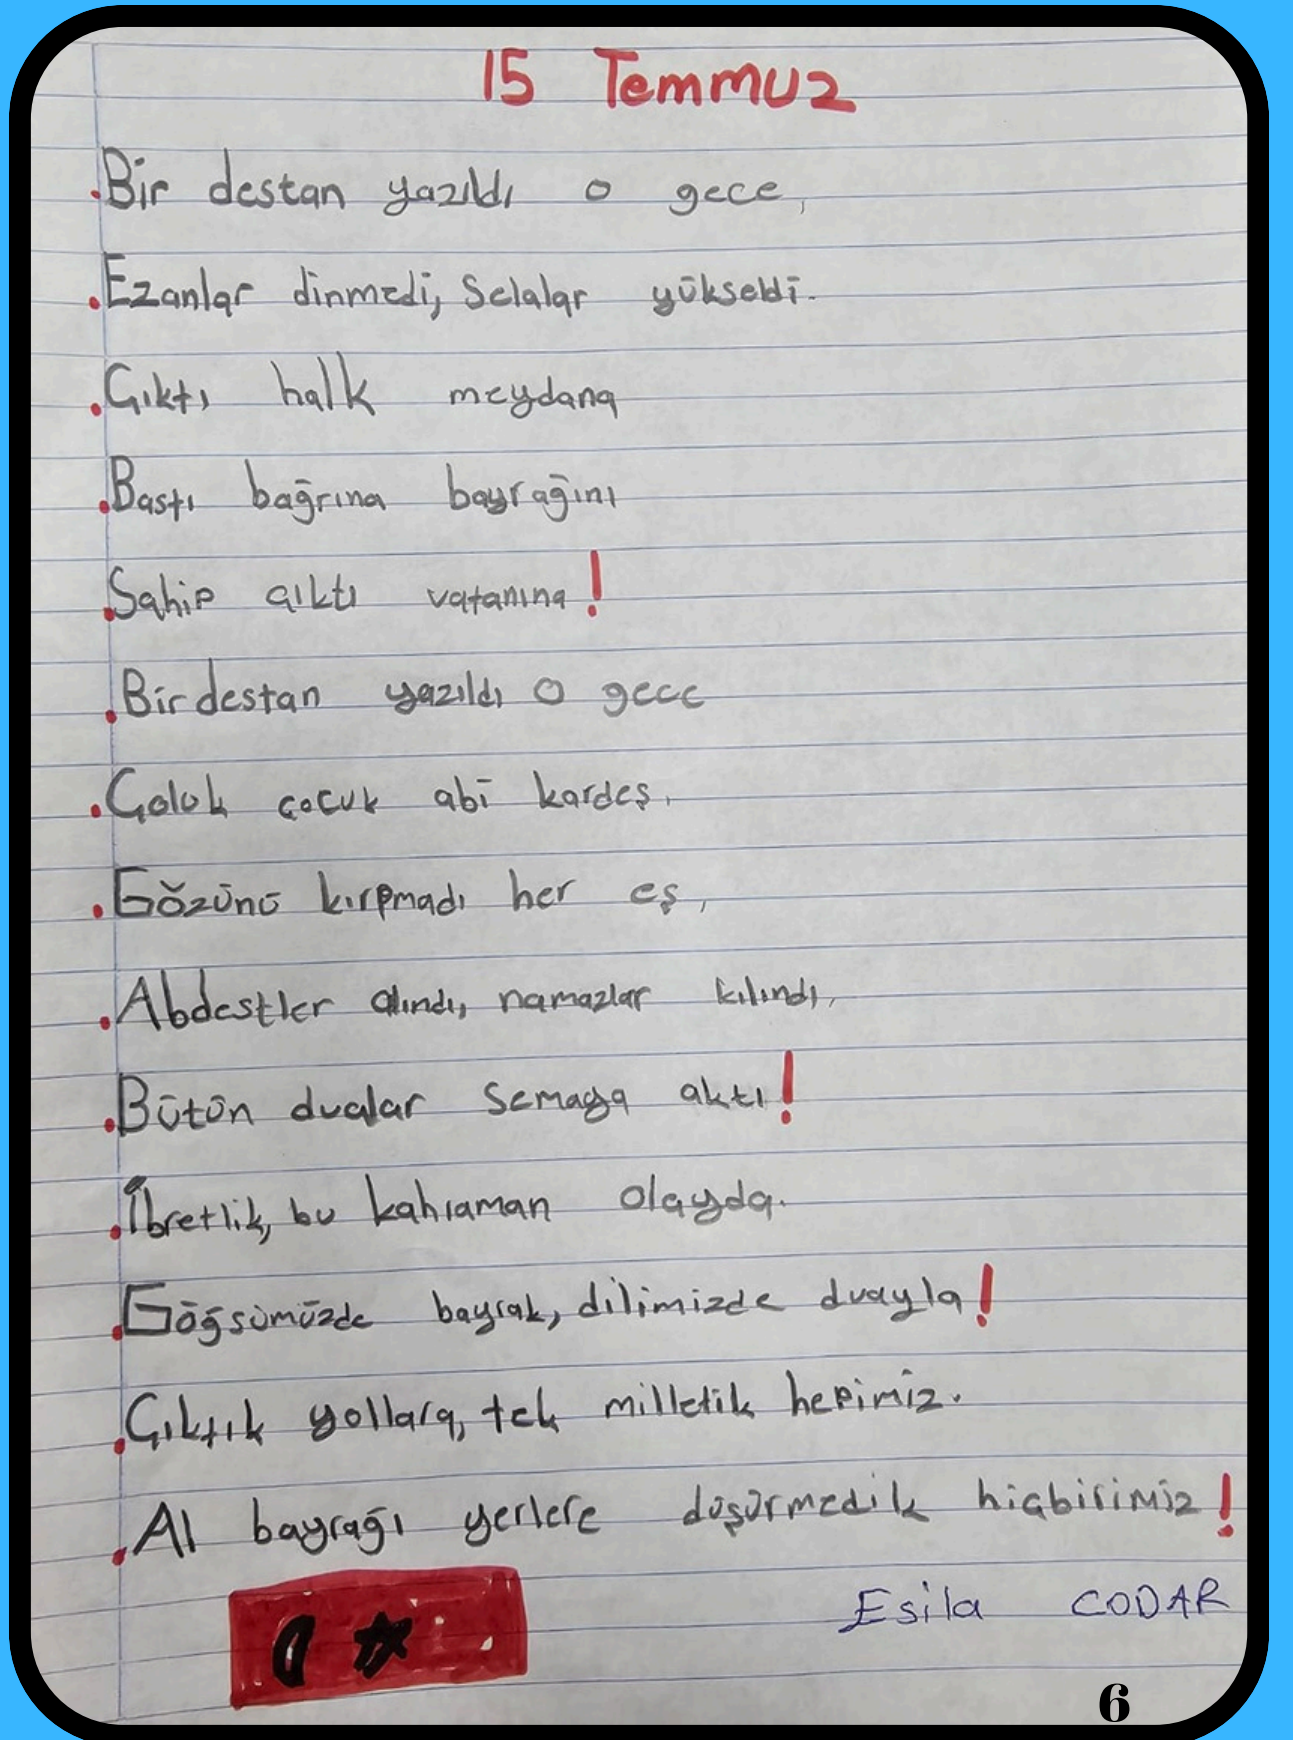 15 Temmuz
Bir destan yazıldı o gece,
Ezanlar dinmedi, Selalar yükseldi.
Çıktı halk meydana
Bastı bağrına bayrağını
Sahip çıktı vatanına!
Bir destan yazıldı o gece
Çoluk çocuk abi kardeş,
Gözünü kırpmadı her eş,
Abdestler alındı, namazlar kılındı,
Bütün dualar semaya aktı!
İbretlik, bu kahraman olayda.
Göğsümüzde bayrak, dilimizde duayla!
Çıktık yollara, tek milletik hepimiz.
Al bayrağı yerlere düşürmedik hiçbirimiz!
Esila CODAR
6